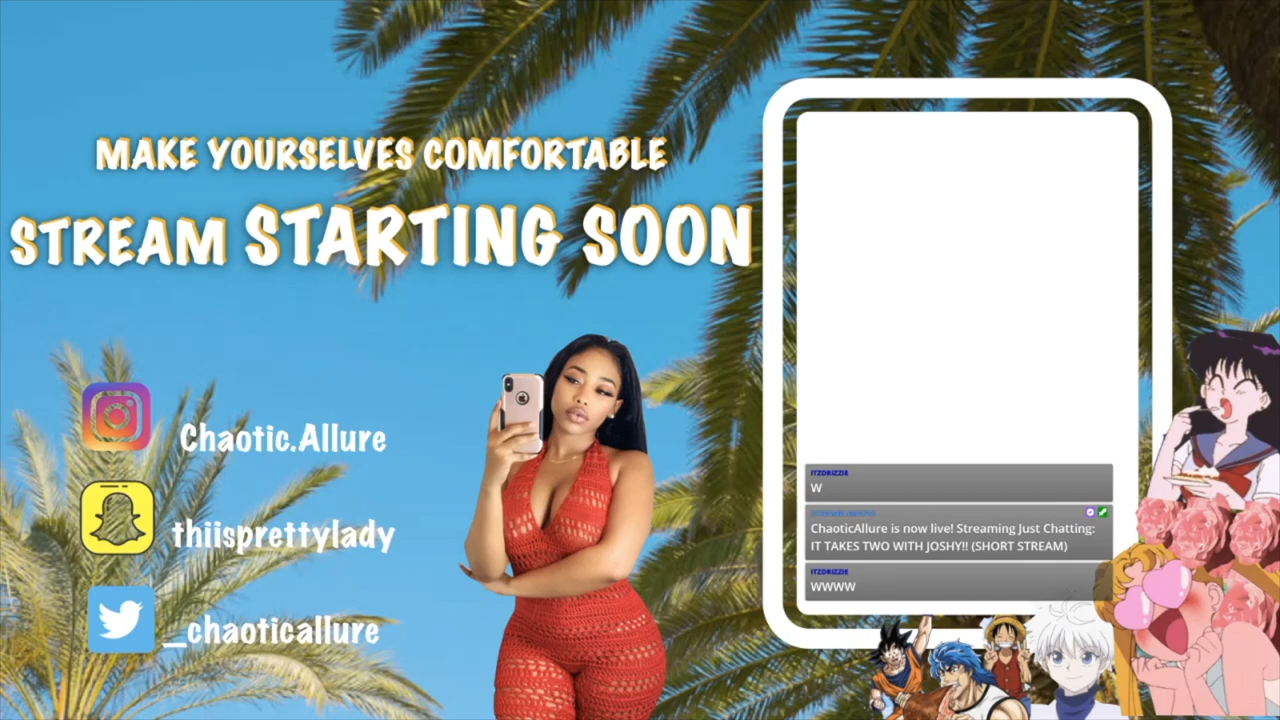 MAKE YOURSELVES COMFORTABLE
STREAM STARTING SOON
Chaotic.Allure
thiisprettylady
_chaoticallure
ITZDRIZZIE
W
ChaoticAllure is now live! Streaming Just Chatting:
IT TAKES TWO WITH JOSHY!! (SHORT STREAM)
ITZDRIZZIE
WWWW